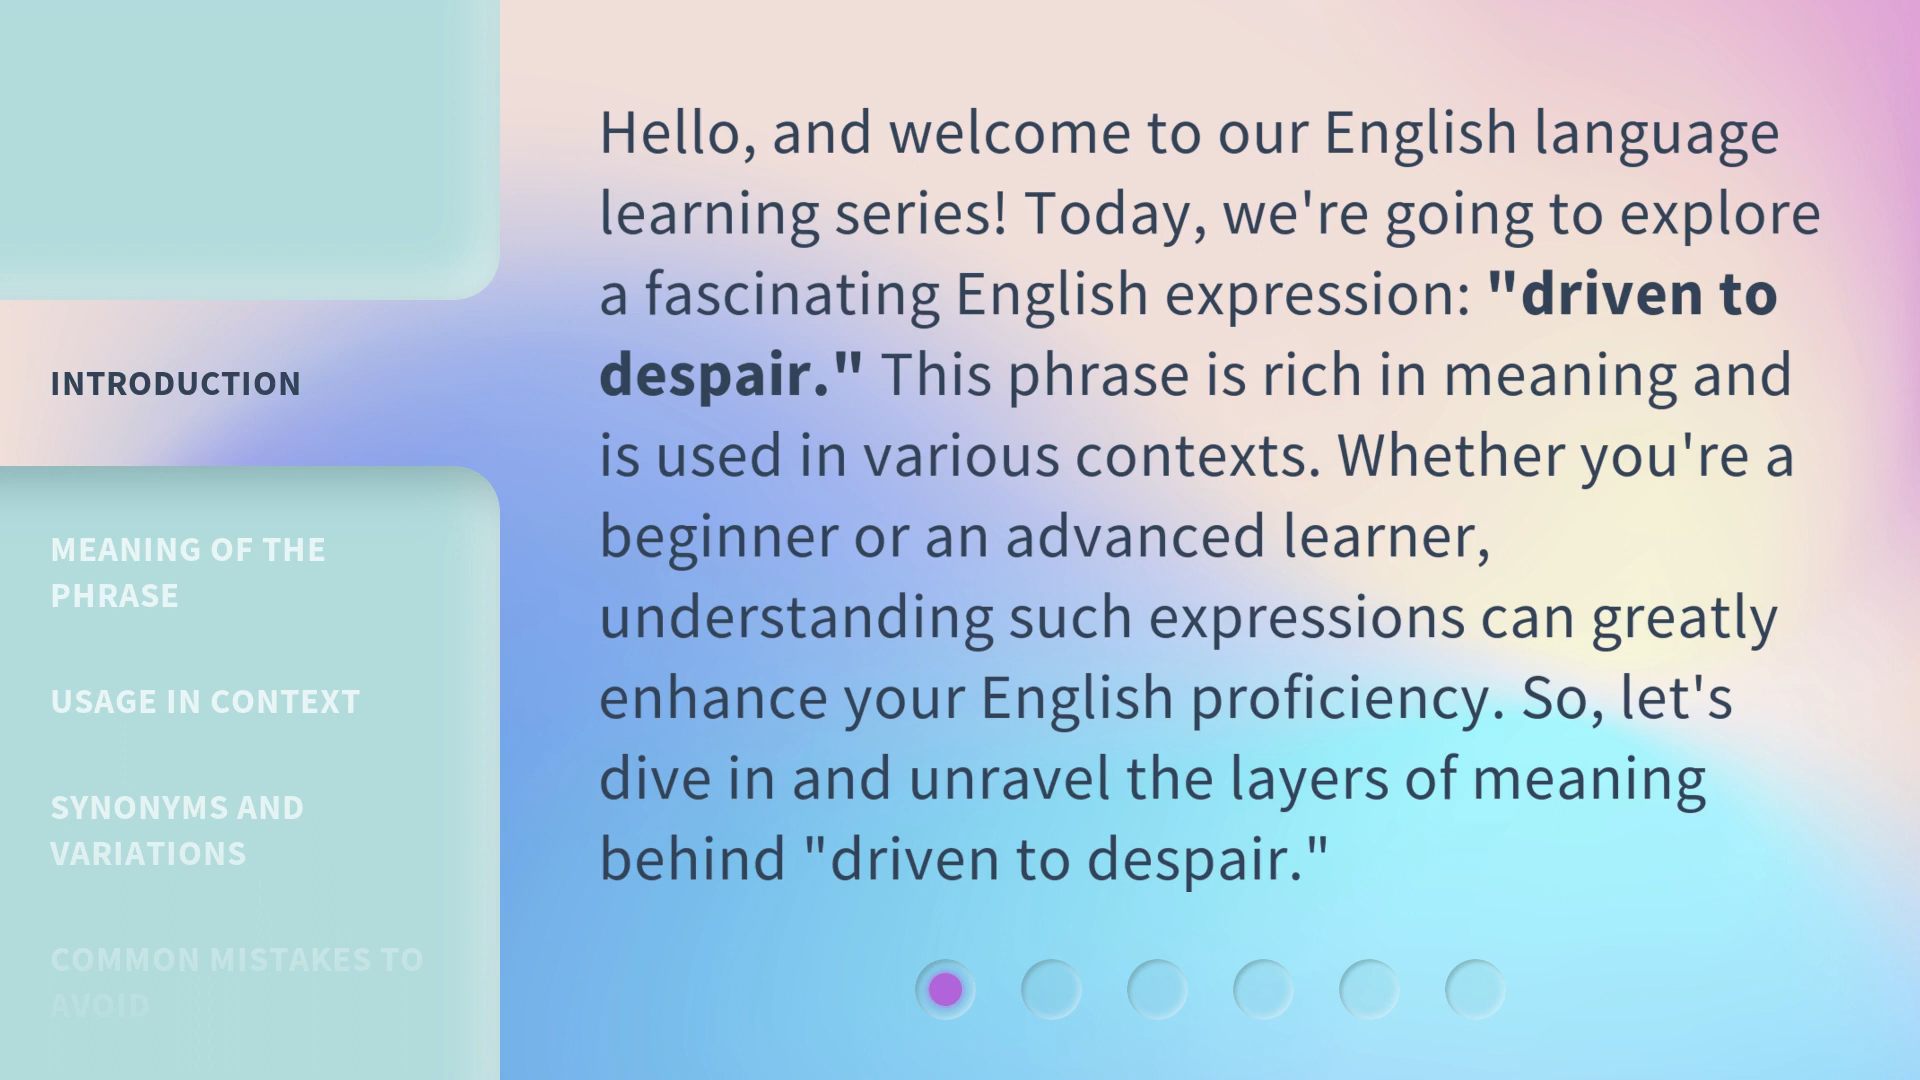 INTRODUCTION
MEANING OF THE
PHRASE
USAGE IN CONTEXT
SYNONYMS AND
VARIATIONS
COMMON MISTAKES TO
AVOID
Hello, and welcome to our English language
learning series! Today, we're going to explore
a fascinating English expression: "driven to
despair." This phrase is rich in meaning and
is used in various contexts. Whether you're a
beginner or an advanced learner,
understanding such expressions can greatly
enhance your English proficiency. So, let's
dive in and unravel the layers of meaning
behind "driven to despair."